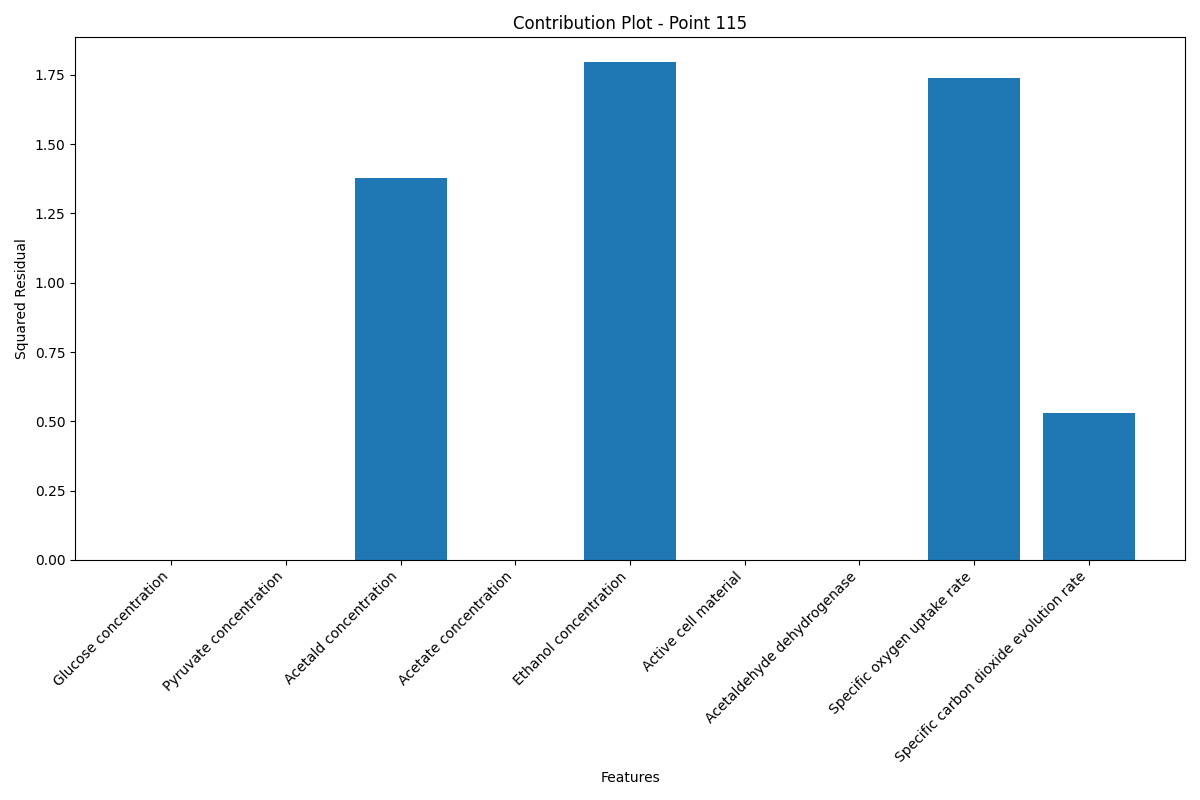 Contribution Plot - Point 115
Squared Residual
1.75
1.50
1.25
1.00
0.75
0.50
0.25
0.00
Glucose concentration
Pyruvate concentration
Acetald concentration
Acetate concentration
Ethanol concentration
Active cell material
Acetaldehyde dehydrogenase
Specific oxygen uptake rate
Specific carbon dioxide evolution rate
Features